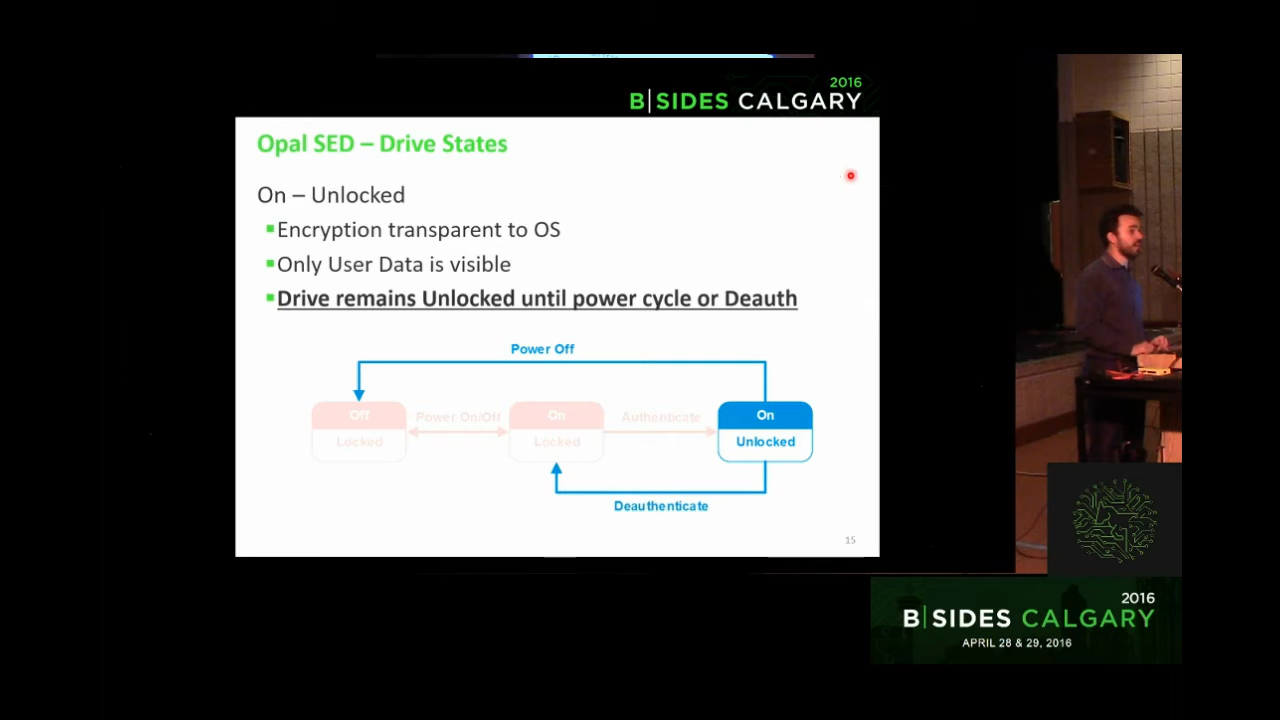 2016
B|SIDES CALGARY
Opal SED – Drive States
On – Unlocked
Encryption transparent to OS
Only User Data is visible
Drive remains Unlocked until power cycle or Deauth
Power Off
Off
Locked
Power On/Off
On
Locked
Authenticate
On
Unlocked
Deauthenticate
15
2016
B|SIDES CALGARY
APRIL 28 & 29, 2016